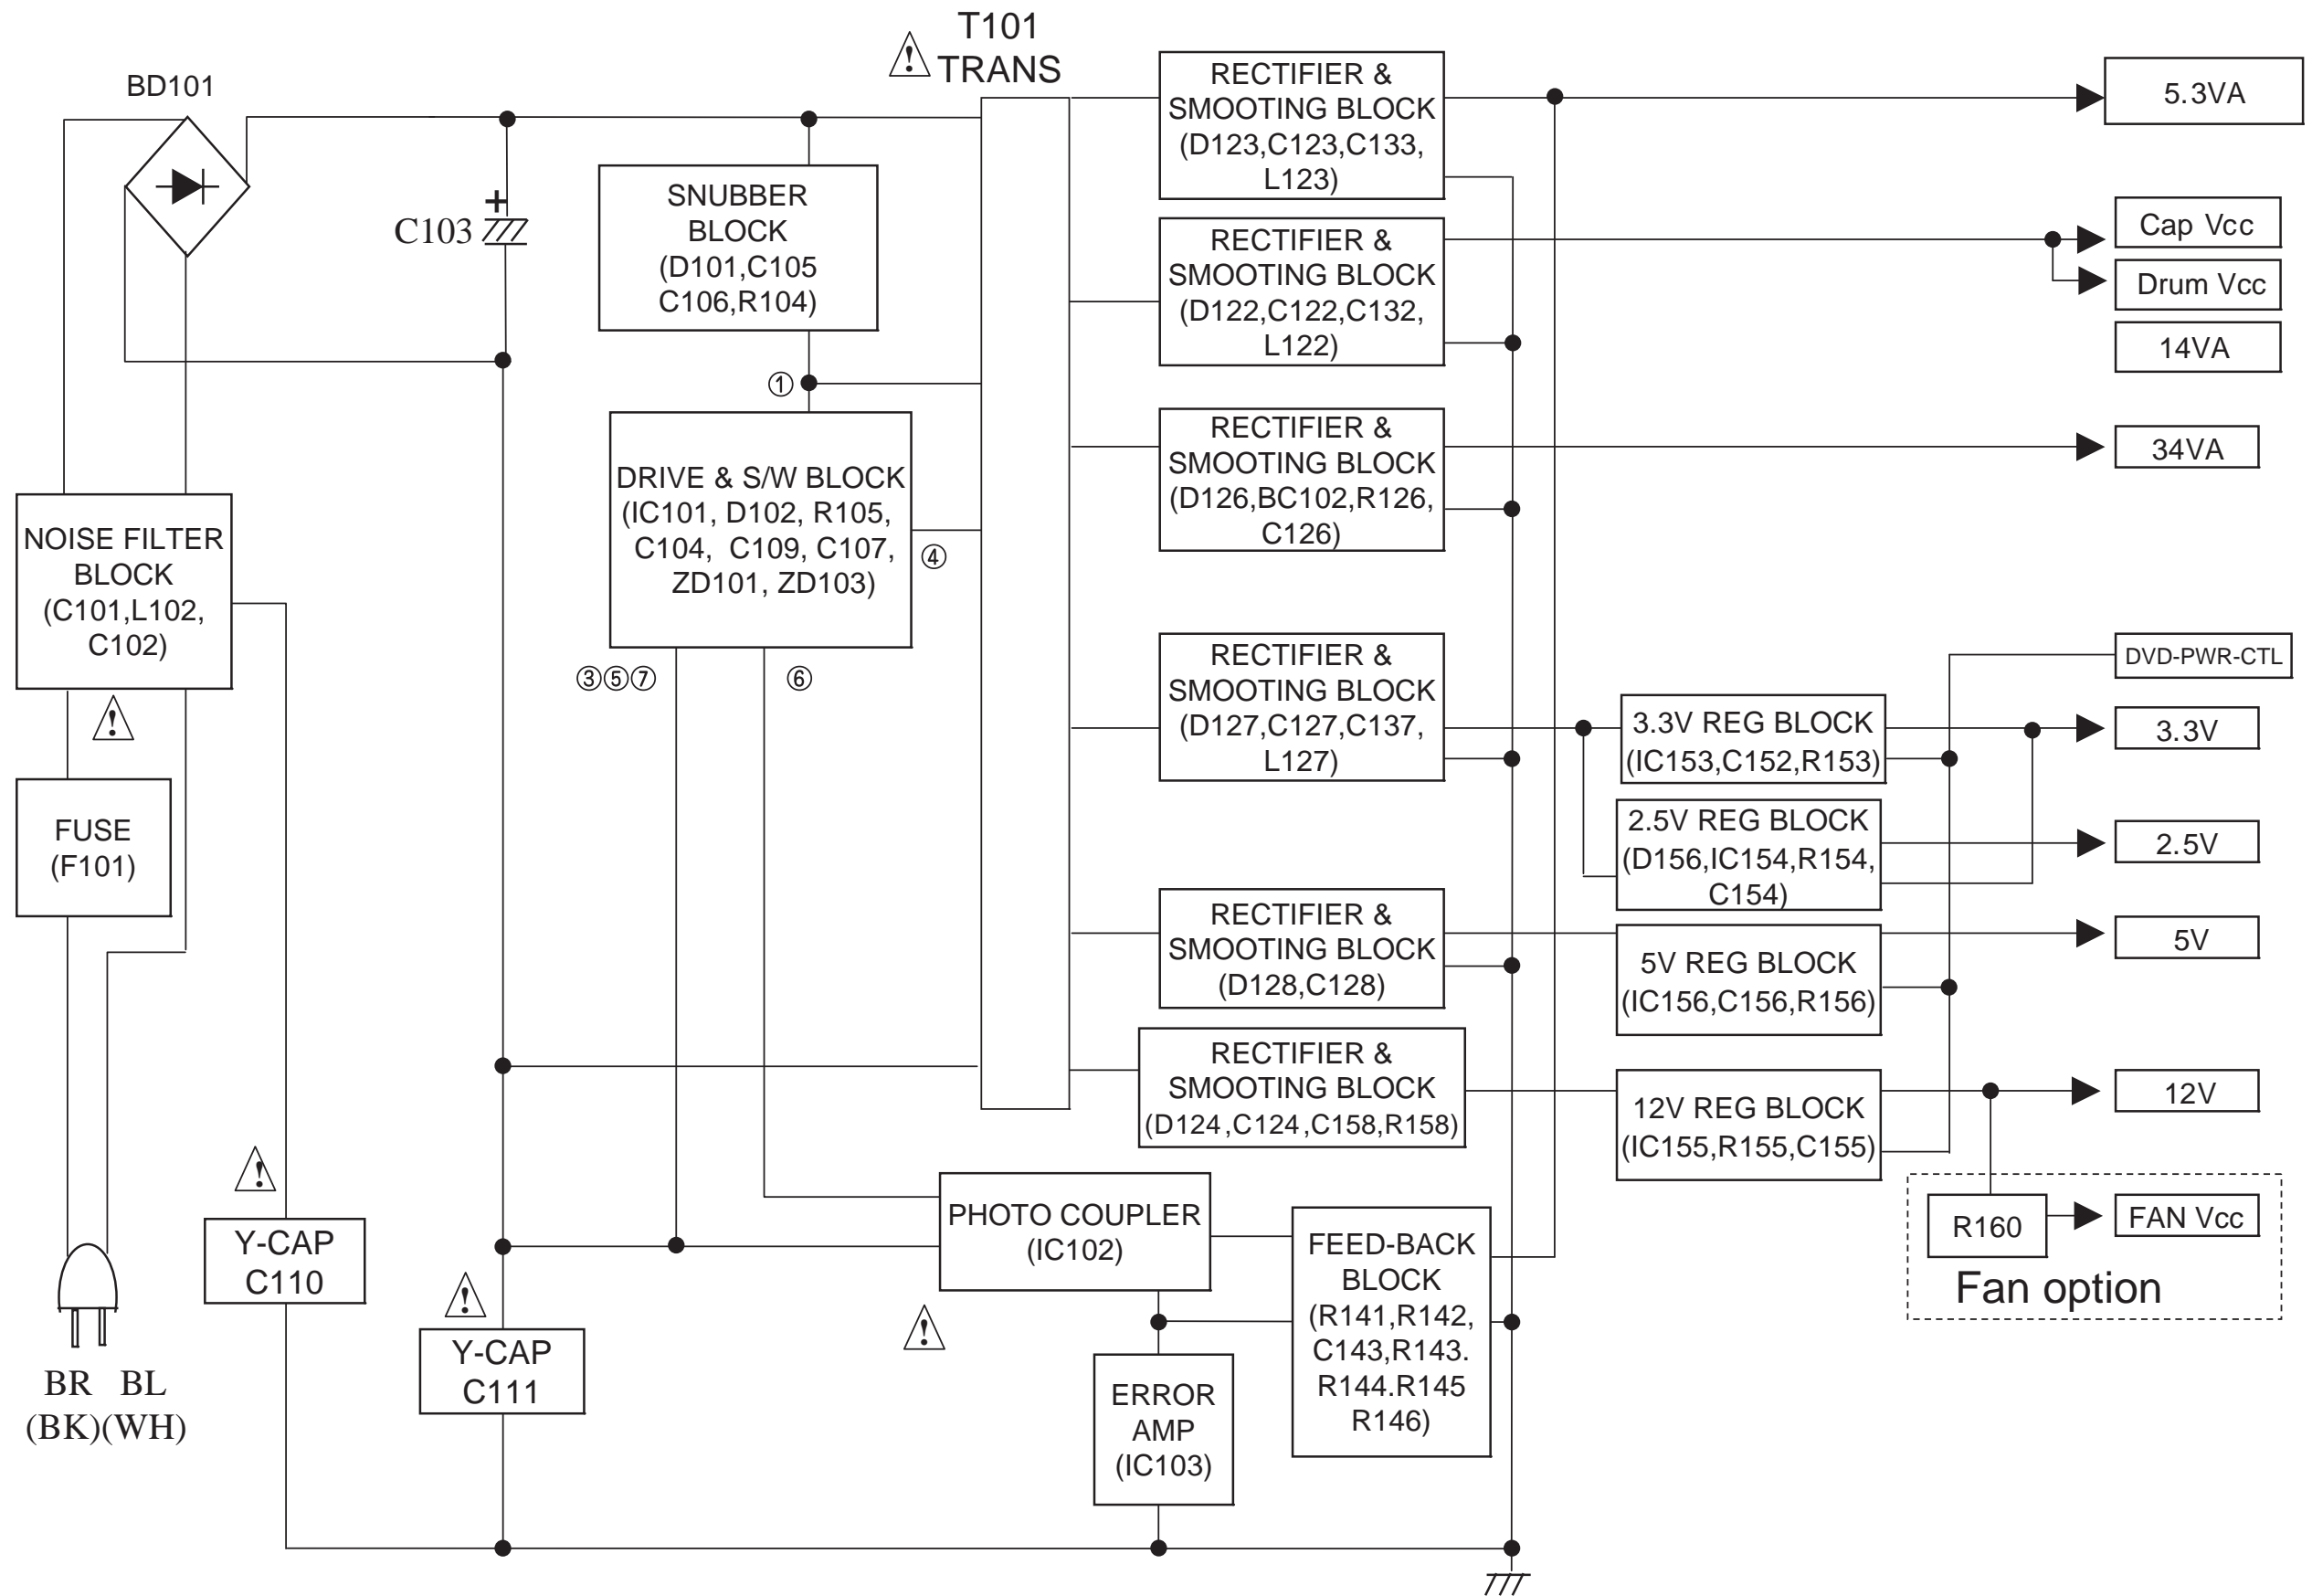 T101
TRANS
BD101
C103
+
SNUBBER
BLOCK
(D101,C105
C106,R104)
①
DRIVE & S/W BLOCK
(IC101, D102, R105,
C104, C109, C107,
ZD101, ZD103)
④
③⑤⑦
⑥
NOISE FILTER
BLOCK
(C101,L102,
C102)
!
FUSE
(F101)
BR BL
(BK)(WH)
!
Y-CAP
C110
!
Y-CAP
C111
!
RECTIFIER &
SMOOTING BLOCK
(D123,C123,C133,
L123)
RECTIFIER &
SMOOTING BLOCK
(D122,C122,C132,
L122)
RECTIFIER &
SMOOTING BLOCK
(D126,BC102,R126,
C126)
RECTIFIER &
SMOOTING BLOCK
(D127,C127,C137,
L127)
RECTIFIER &
SMOOTING BLOCK
(D128,C128)
RECTIFIER &
SMOOTING BLOCK
(D124,C124,C158,R158)
PHOTO COUPLER
(IC102)
!
ERROR
AMP
(IC103)
FEED-BACK
BLOCK
(R141,R142,
C143,R143.
R144.R145
R146)
3.3V REG BLOCK
(IC153,C152,R153)
2.5V REG BLOCK
(D156,IC154,R154,
C154)
5V REG BLOCK
(IC156,C156,R156)
12V REG BLOCK
(IC155,R155,C155)
5.3VA
Cap Vcc
Drum Vcc
14VA
34VA
DVD-PWR-CTL
3.3V
2.5V
5V
12V
R160
FAN Vcc
Fan option